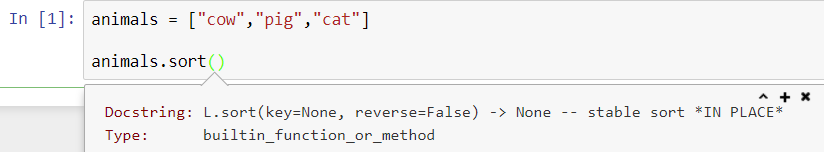 In [1]: animals = ["cow","pig","cat"]
animals.sort()
Docstring: L.sort(key=None, reverse=False) -> None -- stable sort *IN PLACE*
Type: builtin_function_or_method